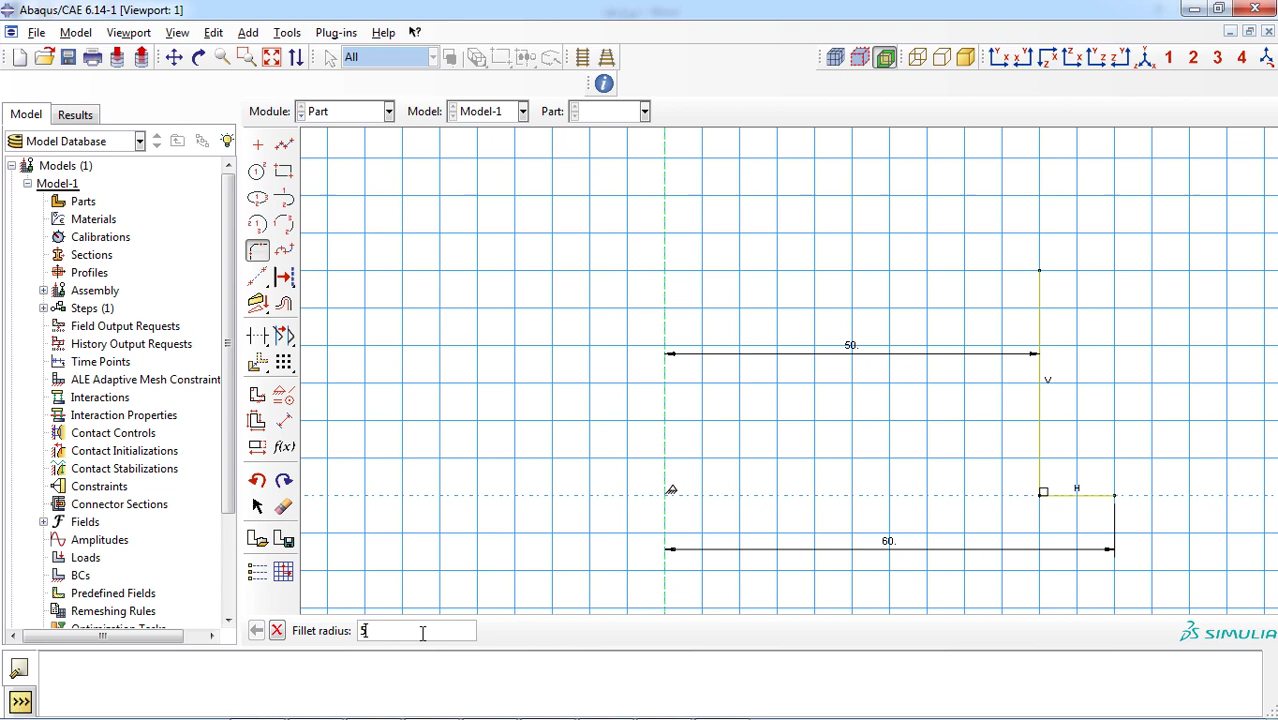 Abaqus/CAE 6.14-1 [Viewport: 1]
File Model Viewport View Edit Add Tools Plug-ins Help
All
1 2 3 4
Model Results
Module: Part Model: Model-1 Part:
Model Database
Models (1)
Model-1
Parts
Materials
Calibrations
Sections
Profiles
Assembly
Steps (1)
Field Output Requests
History Output Requests
Time Points
ALE Adaptive Mesh Constraint
Interactions
Interaction Properties
Contact Controls
Contact Initializations
Contact Stabilizations
Constraints
Connector Sections
Fields
Amplitudes
Loads
BCs
Predefined Fields
Remeshing Rules
Optimization Tasks
f(x)
50.
V
H
60.
Fillet radius: 5
SIMULIA
>>>